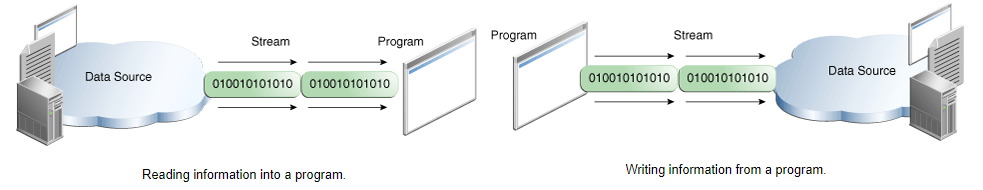 Stream Program
Data Source
010010101010 010010101010
Reading information into a program.
Program Stream
010010101010 010010101010
Data Source
Writing information from a program.